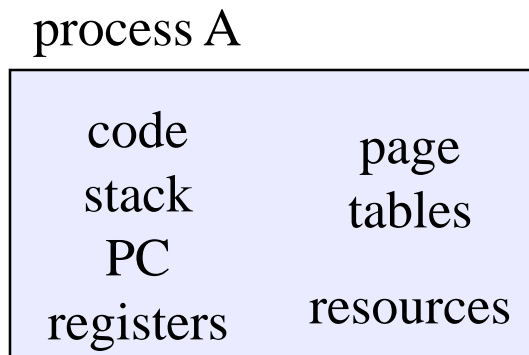 process A
code
stack
PC
registers
page
tables
resources